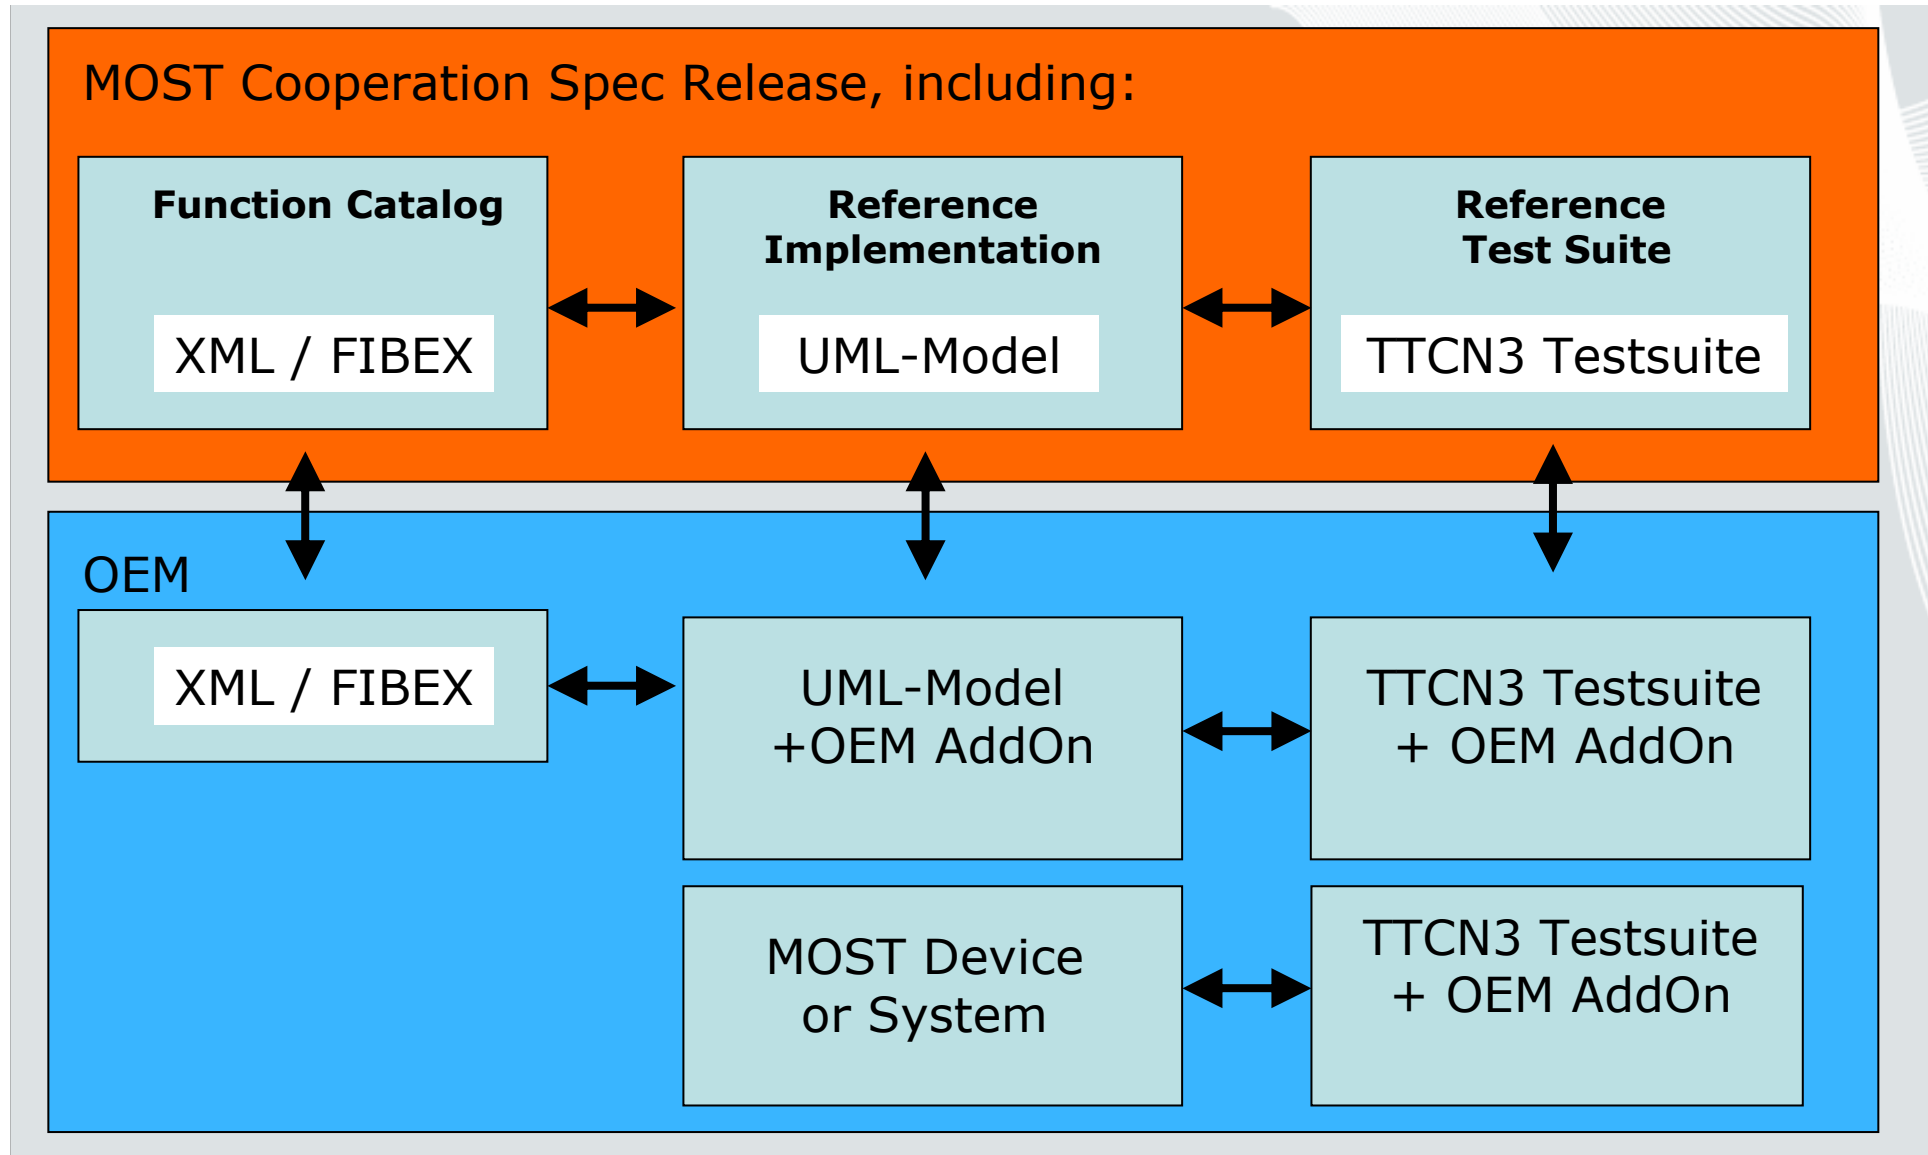 MOST Cooperation Spec Release, including:
Function Catalog
XML / FIBEX
Reference
Implementation
UML-Model
Reference
Test Suite
TTCN3 Testsuite
OEM
XML / FIBEX
UML-Model
+OEM AddOn
TTCN3 Testsuite
+ OEM AddOn
MOST Device
or System
TTCN3 Testsuite
+ OEM AddOn